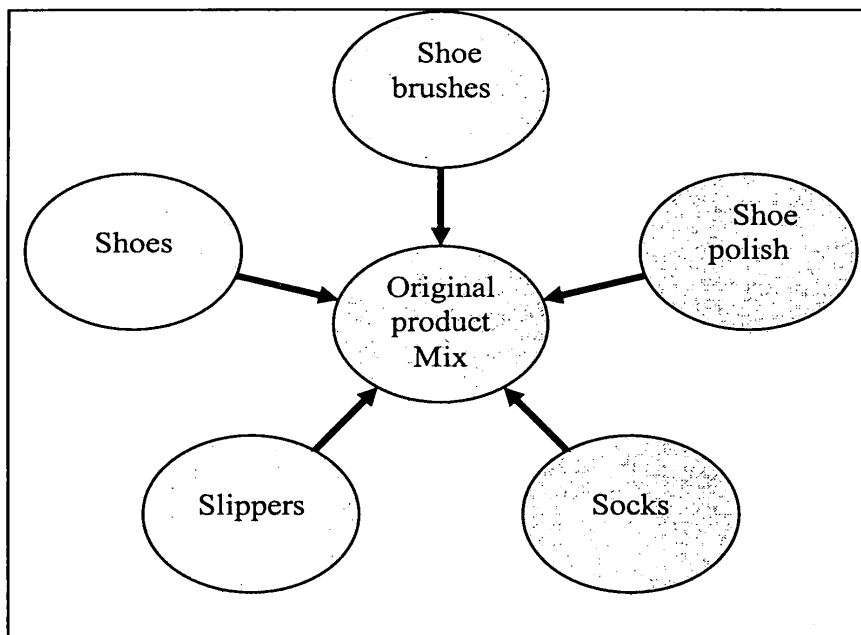 Shoe
brushes
Shoes
Shoe
polish
Original
product
Mix
Slippers
Socks